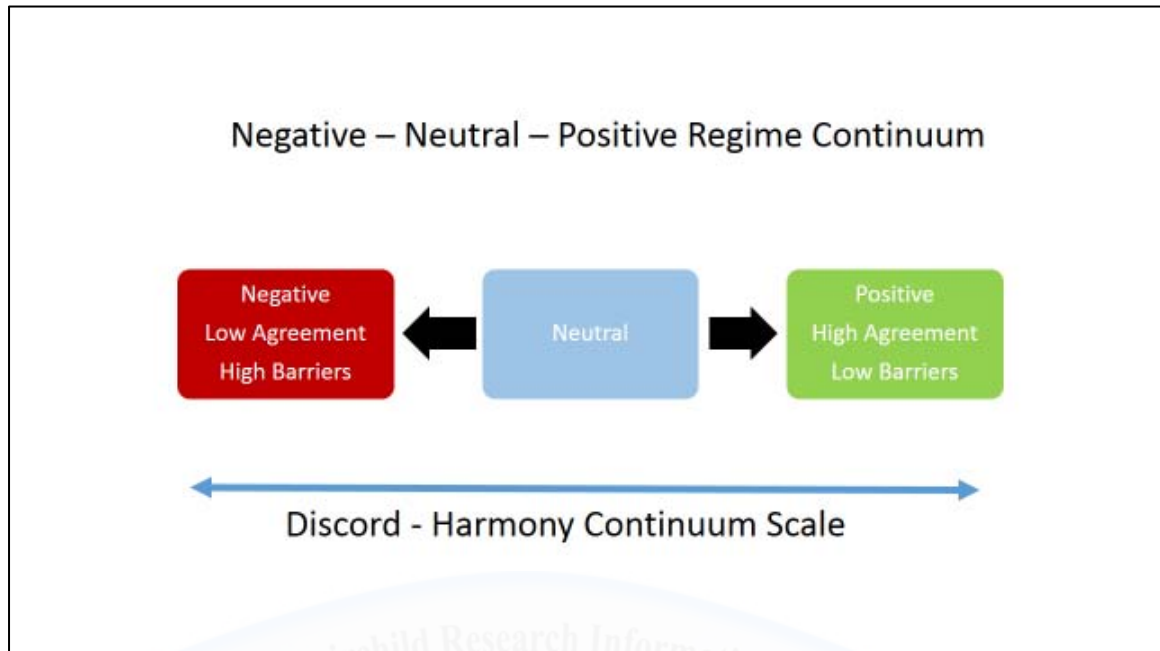 Negative – Neutral – Positive Regime Continuum
Negative
Low Agreement
High Barriers
Neutral
Positive
High Agreement
Low Barriers
Discord - Harmony Continuum Scale
Research